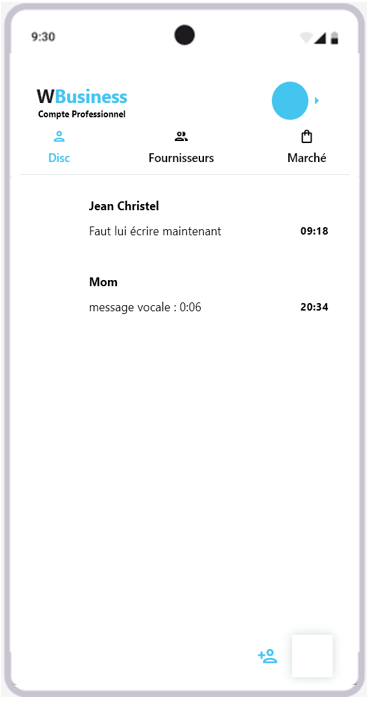 9:30
WBusiness
Compte Professionnel
Disc
Fournisseurs
Marché
Jean Christel
Faut lui écrire maintenant
09:18
Mom
message vocale : 0:06
20:34